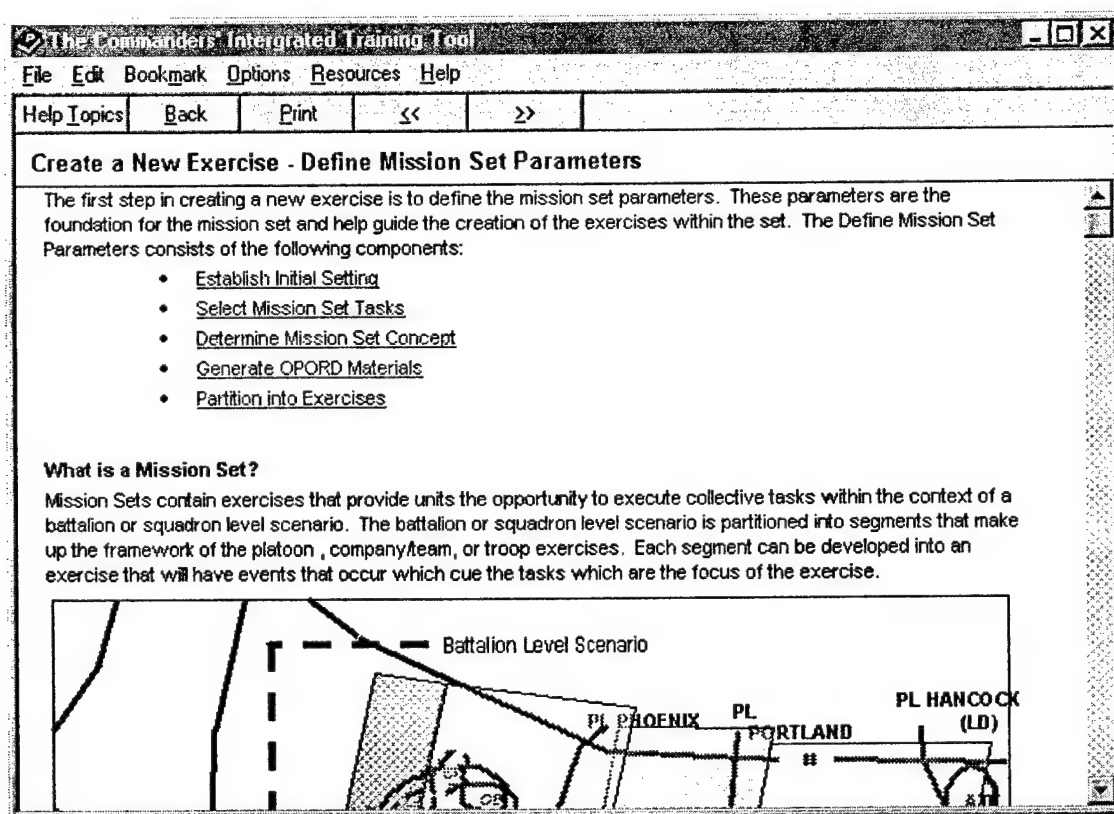 The Commanders' Intergrated Training Tool
File Edit Bookmark Options Resources Help
Help Topics Back Print << >>
Create a New Exercise - Define Mission Set Parameters
The first step in creating a new exercise is to define the mission set parameters. These parameters are the
foundation for the mission set and help guide the creation of the exercises within the set. The Define Mission Set
Parameters consists of the following components:
• Establish Initial Setting
• Select Mission Set Tasks
• Determine Mission Set Concept
• Generate OPORD Materials
• Partition into Exercises
What is a Mission Set?
Mission Sets contain exercises that provide units the opportunity to execute collective tasks within the context of a
battalion or squadron level scenario. The battalion or squadron level scenario is partitioned into segments that make
up the framework of the platoon , company/team, or troop exercises. Each segment can be developed into an
exercise that will have events that occur which cue the tasks which are the focus of the exercise.
Battalion Level Scenario
PL PHOENIX
PL
PORTLAND
PL HANCOCK
(LD)
#